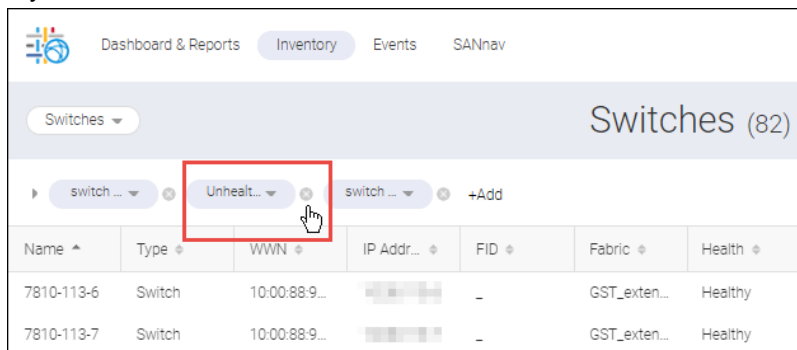 Dashboard & Reports Inventory Events SANnav
Switches Switches (82)
switch ... Unhealt... switch ... +Add
Name Type WWN IP Addr... FID Fabric Health
7810-113-6 Switch 10:00:88:9... _ GST_exten... Healthy
7810-113-7 Switch 10:00:88:9... _ GST_exten... Healthy